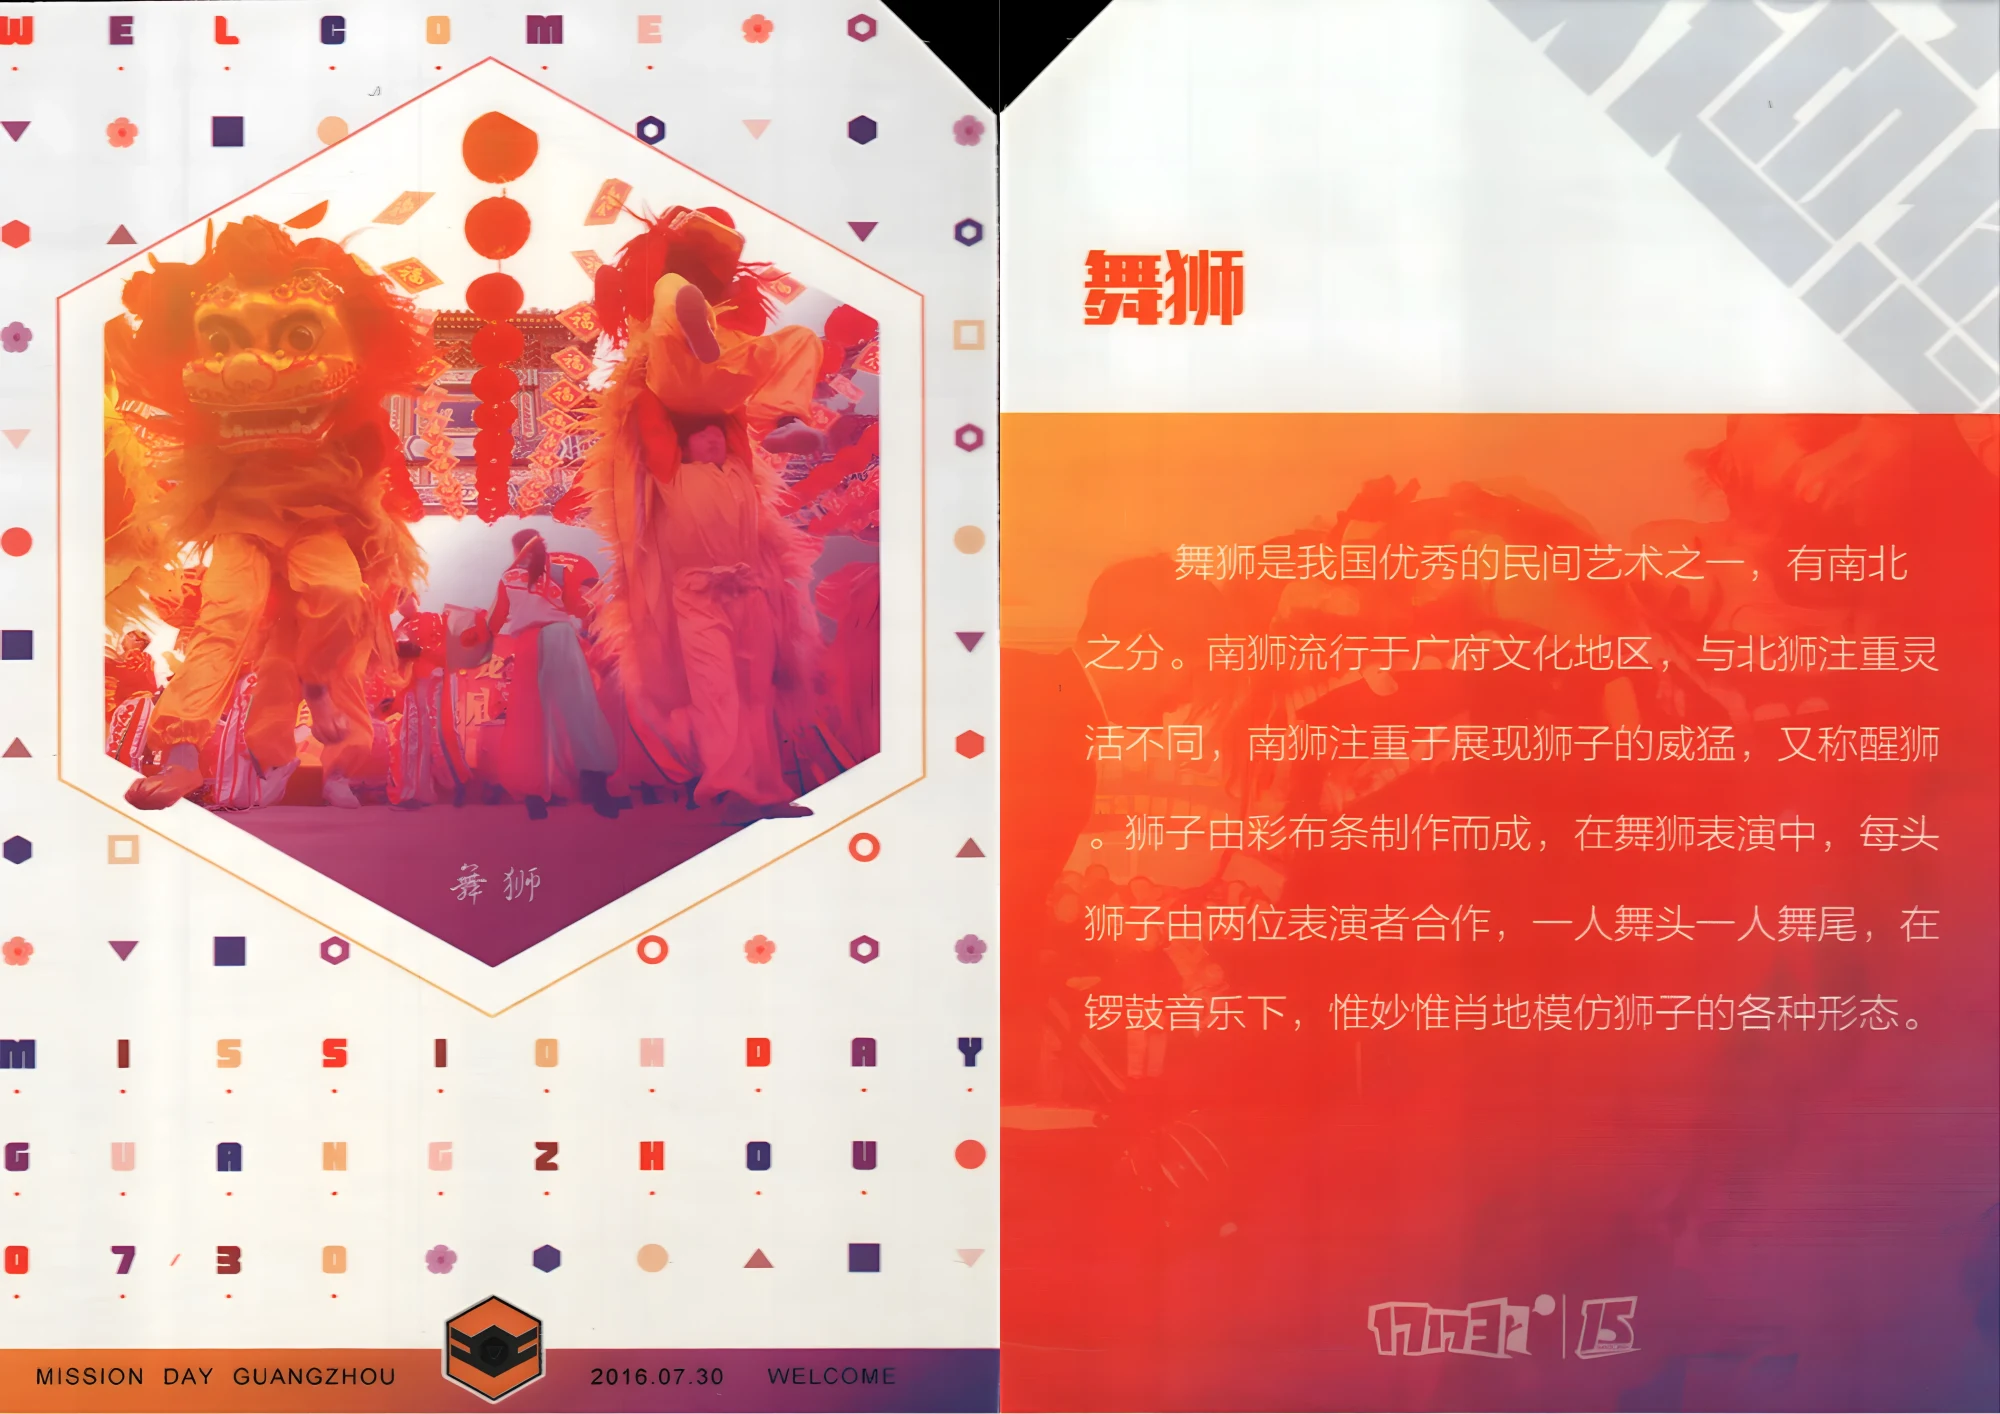 WELCOME
舞狮
MISSION DAY
GUANGZHOU
07/30
MISSION DAY GUANGZHOU 2016.07.30 WELCOME
舞狮
舞狮是我国优秀的民间艺术之一，有南北
之分。南狮流行于广府文化地区，与北狮注重灵
活不同，南狮注重于展现狮子的威猛，又称醒狮
。狮子由彩布条制作而成，在舞狮表演中，每头
狮子由两位表演者合作，一人舞头一人舞尾，在
锣鼓音乐下，惟妙惟肖地模仿狮子的各种形态。
17173 15